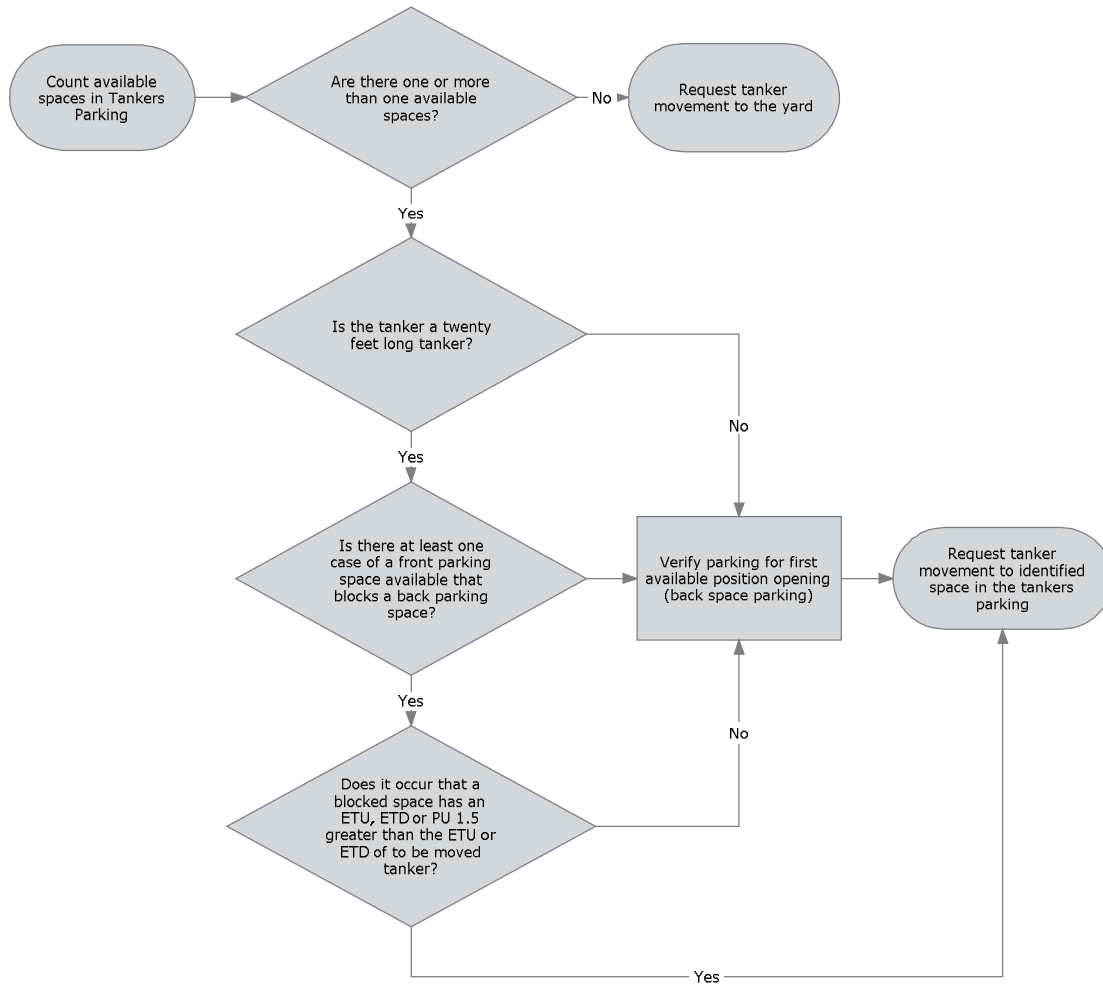 Count available
spaces in Tankers
Parking
Are there one or more
than one available
spaces?
No
Request tanker
movement to the yard
Yes
Is the tanker a twenty
feet long tanker?
No
Yes
Is there at least one
case of a front parking
space available that
blocks a back parking
space?
Verify parking for first
available position opening
(back space parking)
Request tanker
movement to identified
space in the tankers
parking
Yes
No
Does it occur that a
blocked space has an
ETU, ETD or PU 1.5
greater than the ETU or
ETD of to be moved
tanker?
Yes